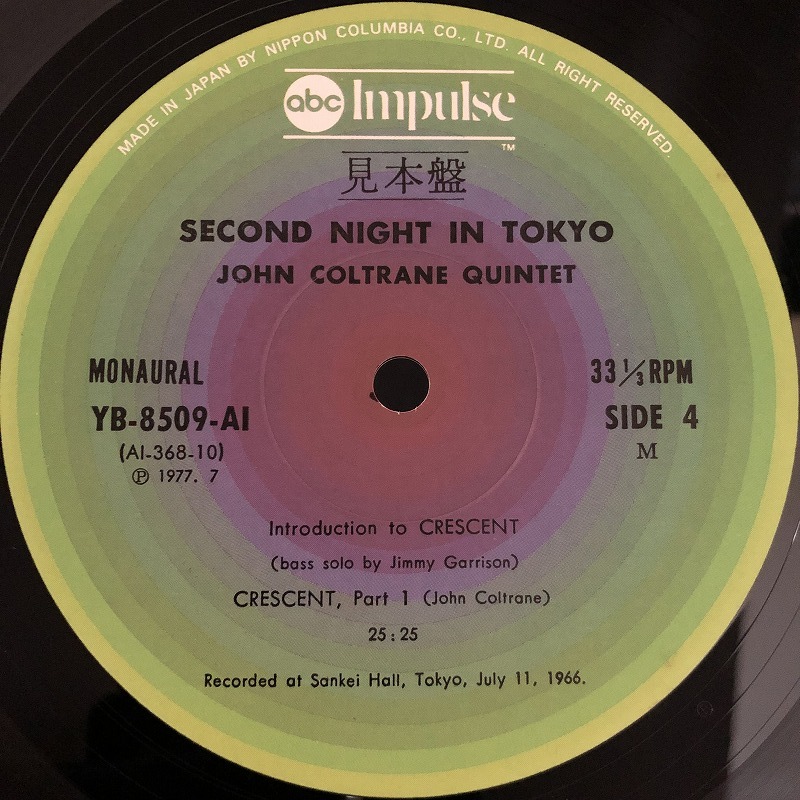 MADE IN JAPAN BY NIPPON COLUMBIA CO., LTD. ALL RIGHT RESERVED.
abc Impulse
TM
見本盤
SECOND NIGHT IN TOKYO
JOHN COLTRANE QUINTET
MONAURAL
33 1/3 RPM
YB-8509-AI
SIDE 4
(AI-368-10)
M
Ⓟ 1977. 7
Introduction to CRESCENT
(bass solo by Jimmy Garrison)
CRESCENT, Part 1 (John Coltrane)
25:25
Recorded at Sankei Hall, Tokyo, July 11, 1966.